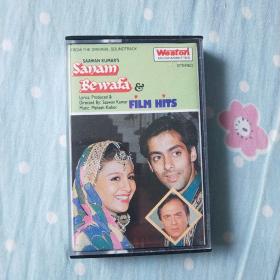 FROM THE ORIGINAL SOUNDTRACK
Weston
STEREO
SAAWAN KUMAR'S
Sanam
Bewafa &
FILM HITS
Lyrics, Produced &
Directed By: Saawan Kumar
Music: Mahesh Kishor